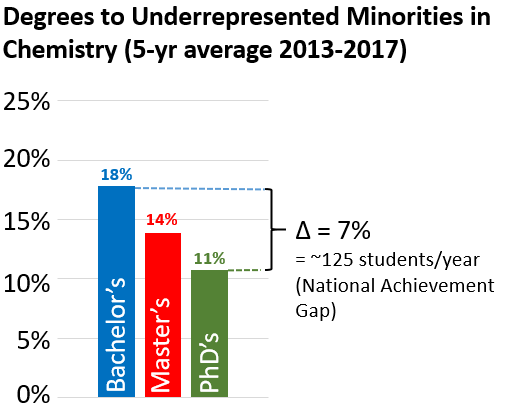 Degrees to Underrepresented Minorities in
Chemistry (5-yr average 2013-2017)
25%
20%
15%
10%
5%
0%
18%
14%
11%
Bachelor's
Master's
PhD's
Δ = 7%
= ~125 students/year
(National Achievement
Gap)